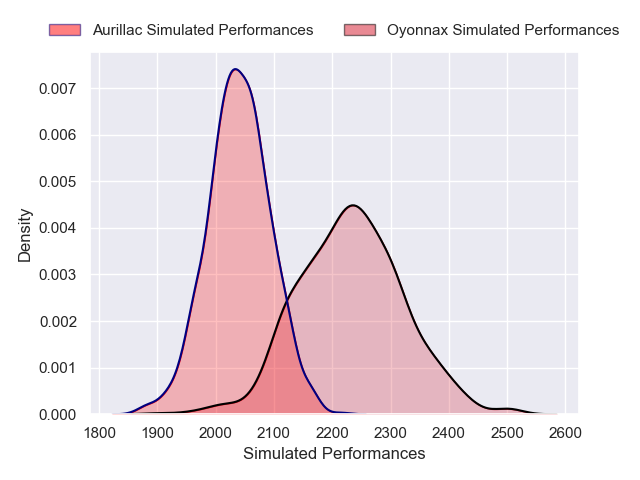 Aurillac Simulated Performances
Oyonnax Simulated Performances
0.007
0.006
0.005
0.004
0.003
0.002
0.001
0.000
Density
1800 1900 2000 2100 2200 2300 2400 2500 2600
Simulated Performances